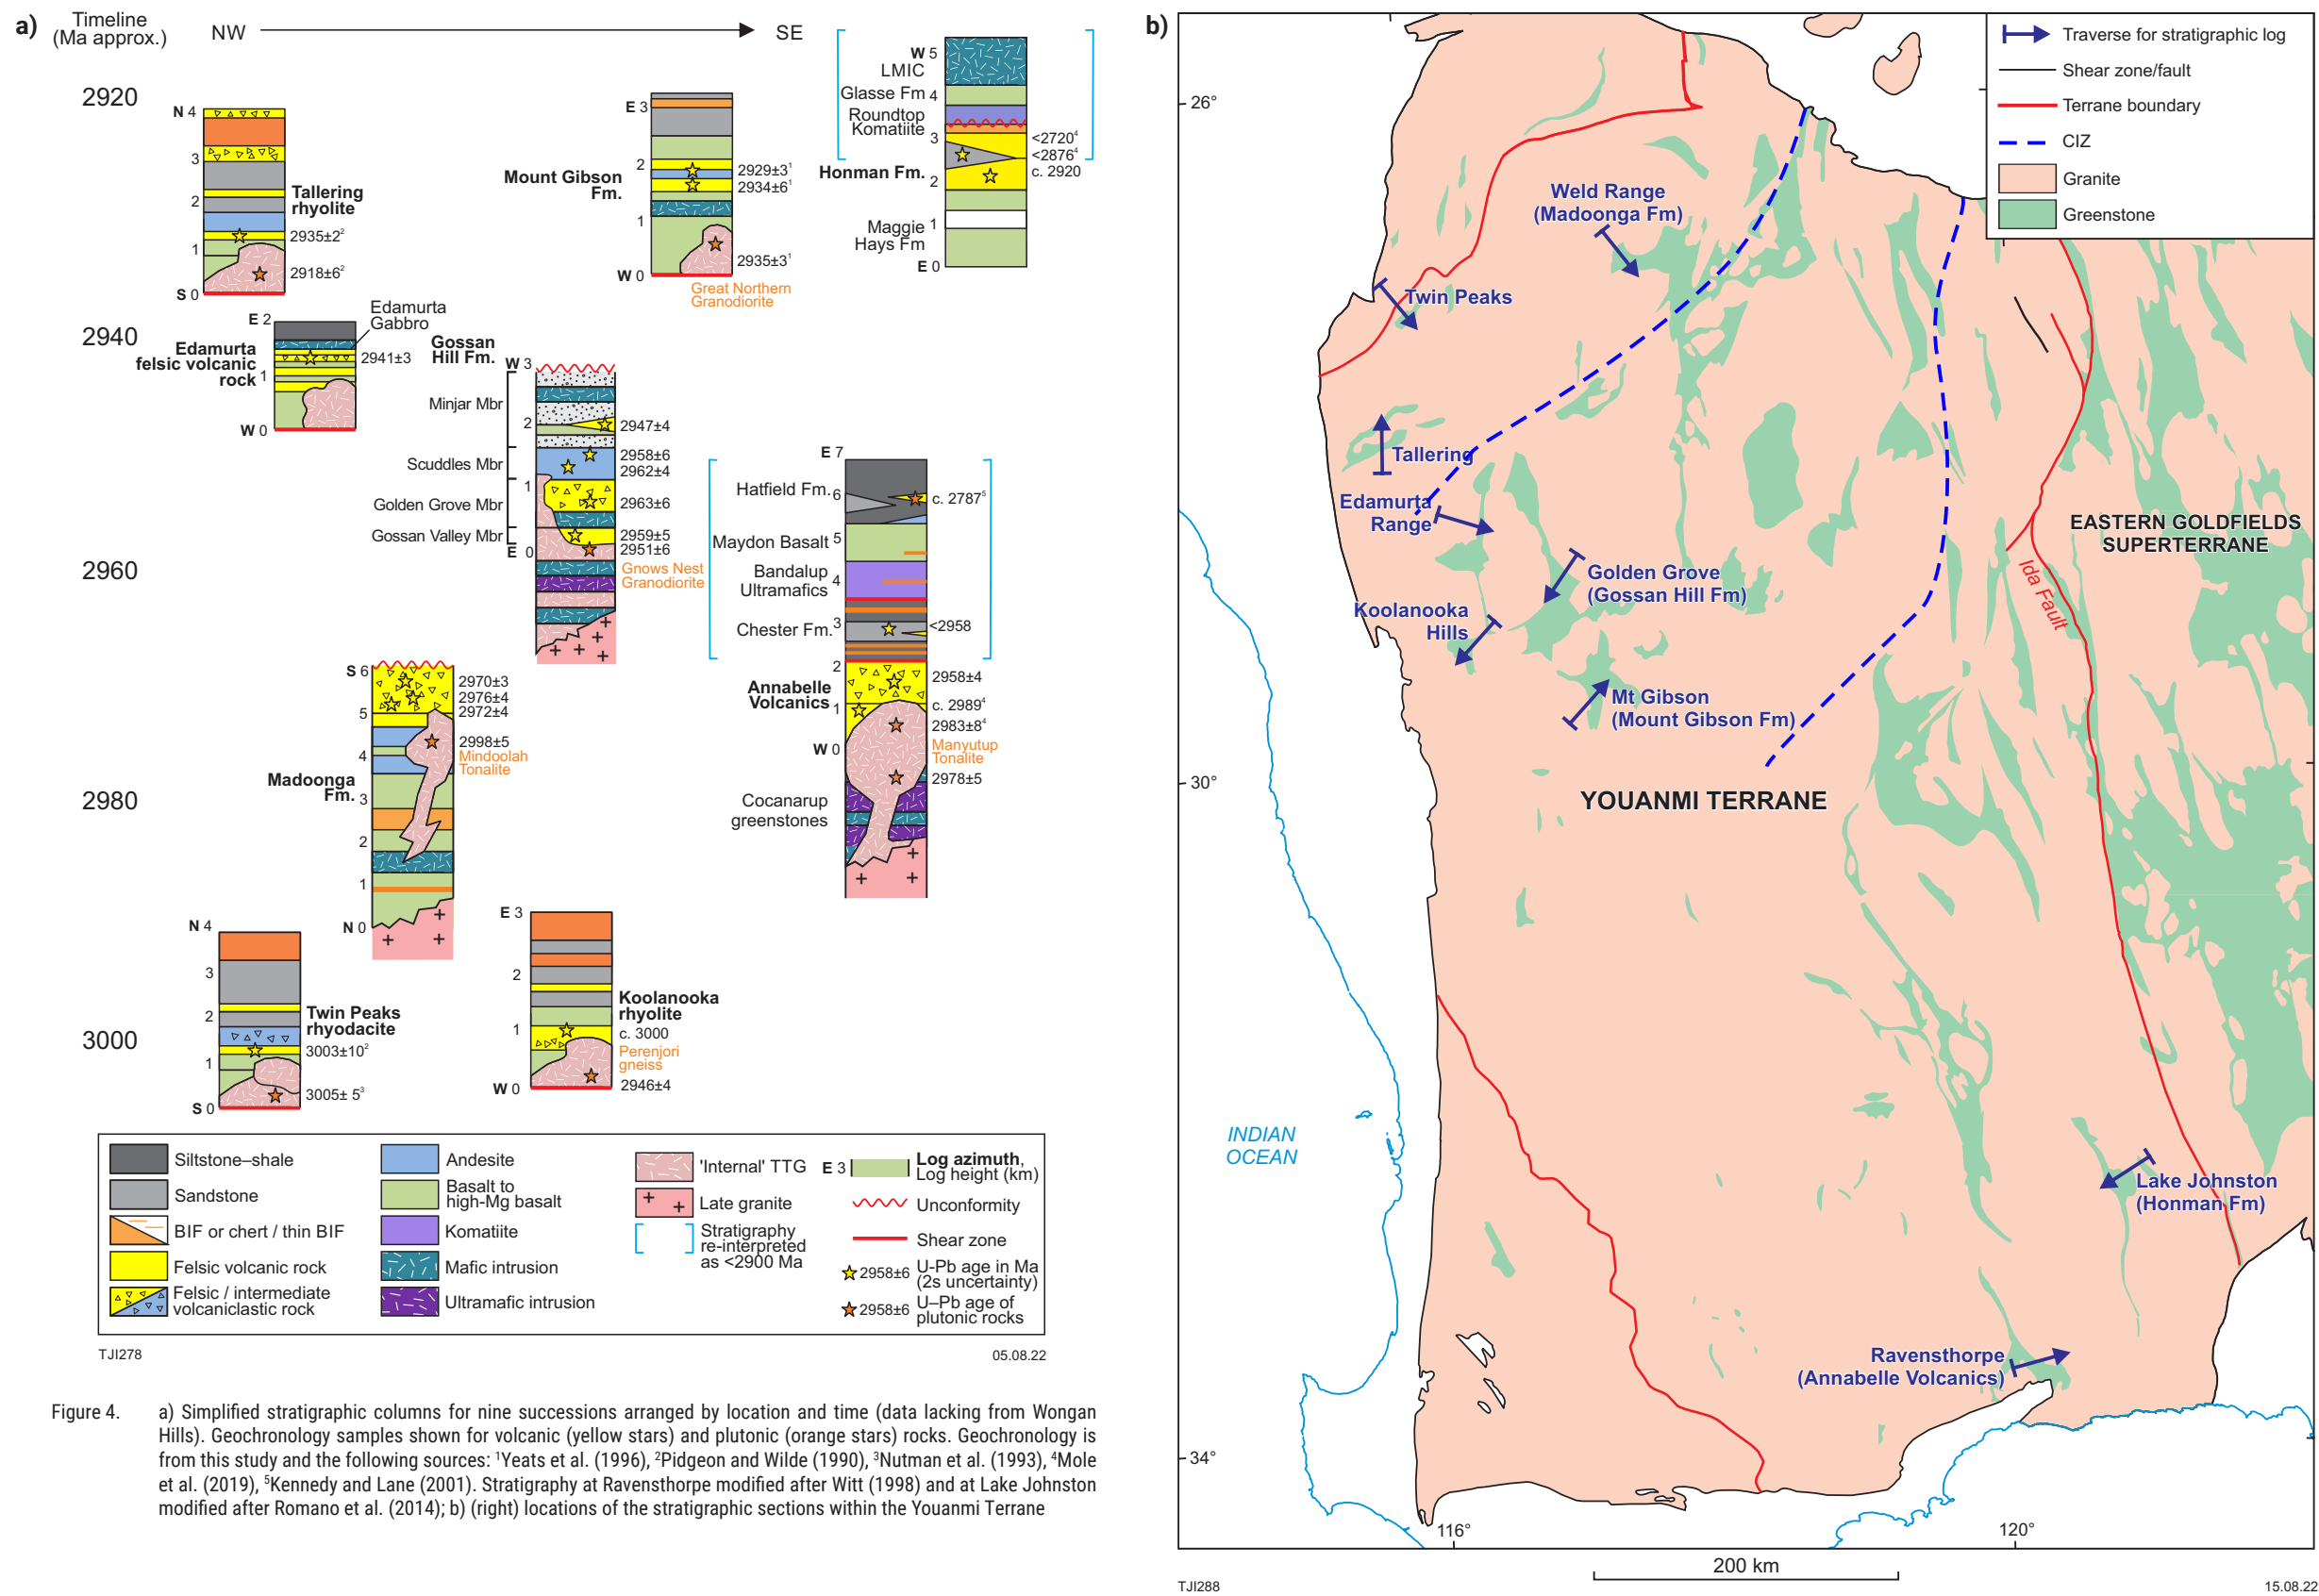 a)
Timeline
(Ma approx.)
NW
SE
2920
2940
2960
2980
3000
N 4
3
2
1
S 0
Tallering
rhyolite
2935±2²
2918±6²
E 3
2
1
W 0
Mount Gibson
Fm.
2929±3¹
2934±6¹
2935±3¹
Great Northern
Granodiorite
W 5
LMIC
Glasse Fm 4
Roundtop
Komatiite
3
Honman Fm.
2
Maggie
Hays Fm
1
E 0
<2720⁴
<2876⁴
c. 2920
E 2
1
W 0
Edamurta
Gabbro
Edamurta
felsic volcanic
rock
2941±3
Gossan
Hill Fm.
W 3
2
1
E 0
Minjar Mbr
Scuddles Mbr
Golden Grove Mbr
Gossan Valley Mbr
2947±4
2958±6
2962±4
2963±6
2959±5
2951±6
Gnows Nest
Granodiorite
E 7
Hatfield Fm. 6
Maydon Basalt 5
Bandalup
Ultramafics
4
Chester Fm. 3
2
Annabelle
Volcanics
1
W 0
Cocanarup
greenstones
c. 2787⁵
<2958
2958±4
c. 2989⁴
2983±8⁴
Manyutup
Tonalite
2978±5
S 6
5
4
3
2
1
N 0
Madoonga
Fm.
2970±3
2976±4
2972±4
2998±5
Mindoolah
Tonalite
N 4
3
2
1
S 0
Twin Peaks
rhyodacite
3003±10²
3005± 5³
E 3
2
1
W 0
Koolanooka
rhyolite
c. 3000
Perenjori
gneiss
2946±4
Siltstone–shale
Sandstone
BIF or chert / thin BIF
Felsic volcanic rock
Felsic / intermediate
volcaniclastic rock
Andesite
Basalt to
high-Mg basalt
Komatiite
Mafic intrusion
Ultramafic intrusion
'Internal' TTG
Late granite
Stratigraphy
re-interpreted
as <2900 Ma
E 3
Log azimuth,
Log height (km)
Unconformity
Shear zone
2958±6 U-Pb age in Ma
(2s uncertainty)
2958±6 U–Pb age of
plutonic rocks
TJI278
05.08.22
Figure 4. a) Simplified stratigraphic columns for nine successions arranged by location and time (data lacking from Wongan
Hills). Geochronology samples shown for volcanic (yellow stars) and plutonic (orange stars) rocks. Geochronology is
from this study and the following sources: ¹Yeats et al. (1996), ²Pidgeon and Wilde (1990), ³Nutman et al. (1993), ⁴Mole
et al. (2019), ⁵Kennedy and Lane (2001). Stratigraphy at Ravensthorpe modified after Witt (1998) and at Lake Johnston
modified after Romano et al. (2014); b) (right) locations of the stratigraphic sections within the Youanmi Terrane
b)
Traverse for stratigraphic log
Shear zone/fault
Terrane boundary
CIZ
Granite
Greenstone
26°
30°
34°
116°
120°
Weld Range
(Madoonga Fm)
Twin Peaks
Tallering
Edamurta
Range
Golden Grove
(Gossan Hill Fm)
Koolanooka
Hills
Mt Gibson
(Mount Gibson Fm)
EASTERN GOLDFIELDS
SUPERTERRANE
Ida Fault
YOUANMI TERRANE
INDIAN
OCEAN
Lake Johnston
(Honman Fm)
Ravensthorpe
(Annabelle Volcanics)
200 km
TJI288
15.08.22